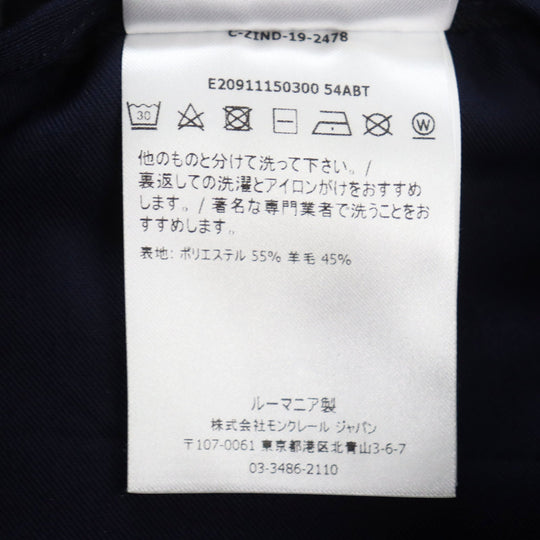 C-ZIND-19-2478
E20911150300 54ABT
30 W
他のものと分けて洗って下さい。/
裏返しての洗濯とアイロンがけをおすすめ
します。/ 著名な専門業者で洗うことをお
すすめします。
表地: ポリエステル 55% 羊毛 45%
ルーマニア製
株式会社モンクレール ジャパン
〒107-0061 東京都港区北青山3-6-7
03-3486-2110